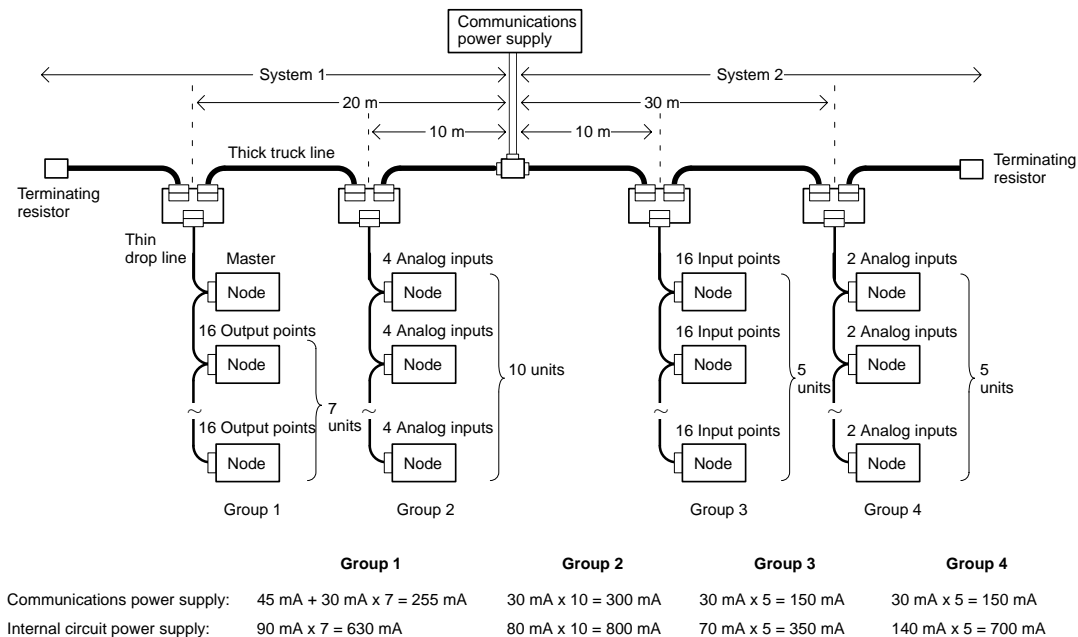 Communications
power supply
System 1
System 2
20 m
30 m
10 m
10 m
Thick truck line
Terminating
resistor
Terminating
resistor
Thin
drop line
Master
4 Analog inputs
16 Input points
2 Analog inputs
Node
Node
Node
Node
16 Output points
4 Analog inputs
16 Input points
2 Analog inputs
Node
Node
Node
Node
7
units
10 units
5
units
5
units
16 Output points
4 Analog inputs
16 Input points
2 Analog inputs
Node
Node
Node
Node
Group 1
Group 2
Group 3
Group 4
Group 1 Group 2 Group 3 Group 4
Communications power supply: 45 mA + 30 mA x 7 = 255 mA 30 mA x 10 = 300 mA 30 mA x 5 = 150 mA 30 mA x 5 = 150 mA
Internal circuit power supply: 90 mA x 7 = 630 mA 80 mA x 10 = 800 mA 70 mA x 5 = 350 mA 140 mA x 5 = 700 mA